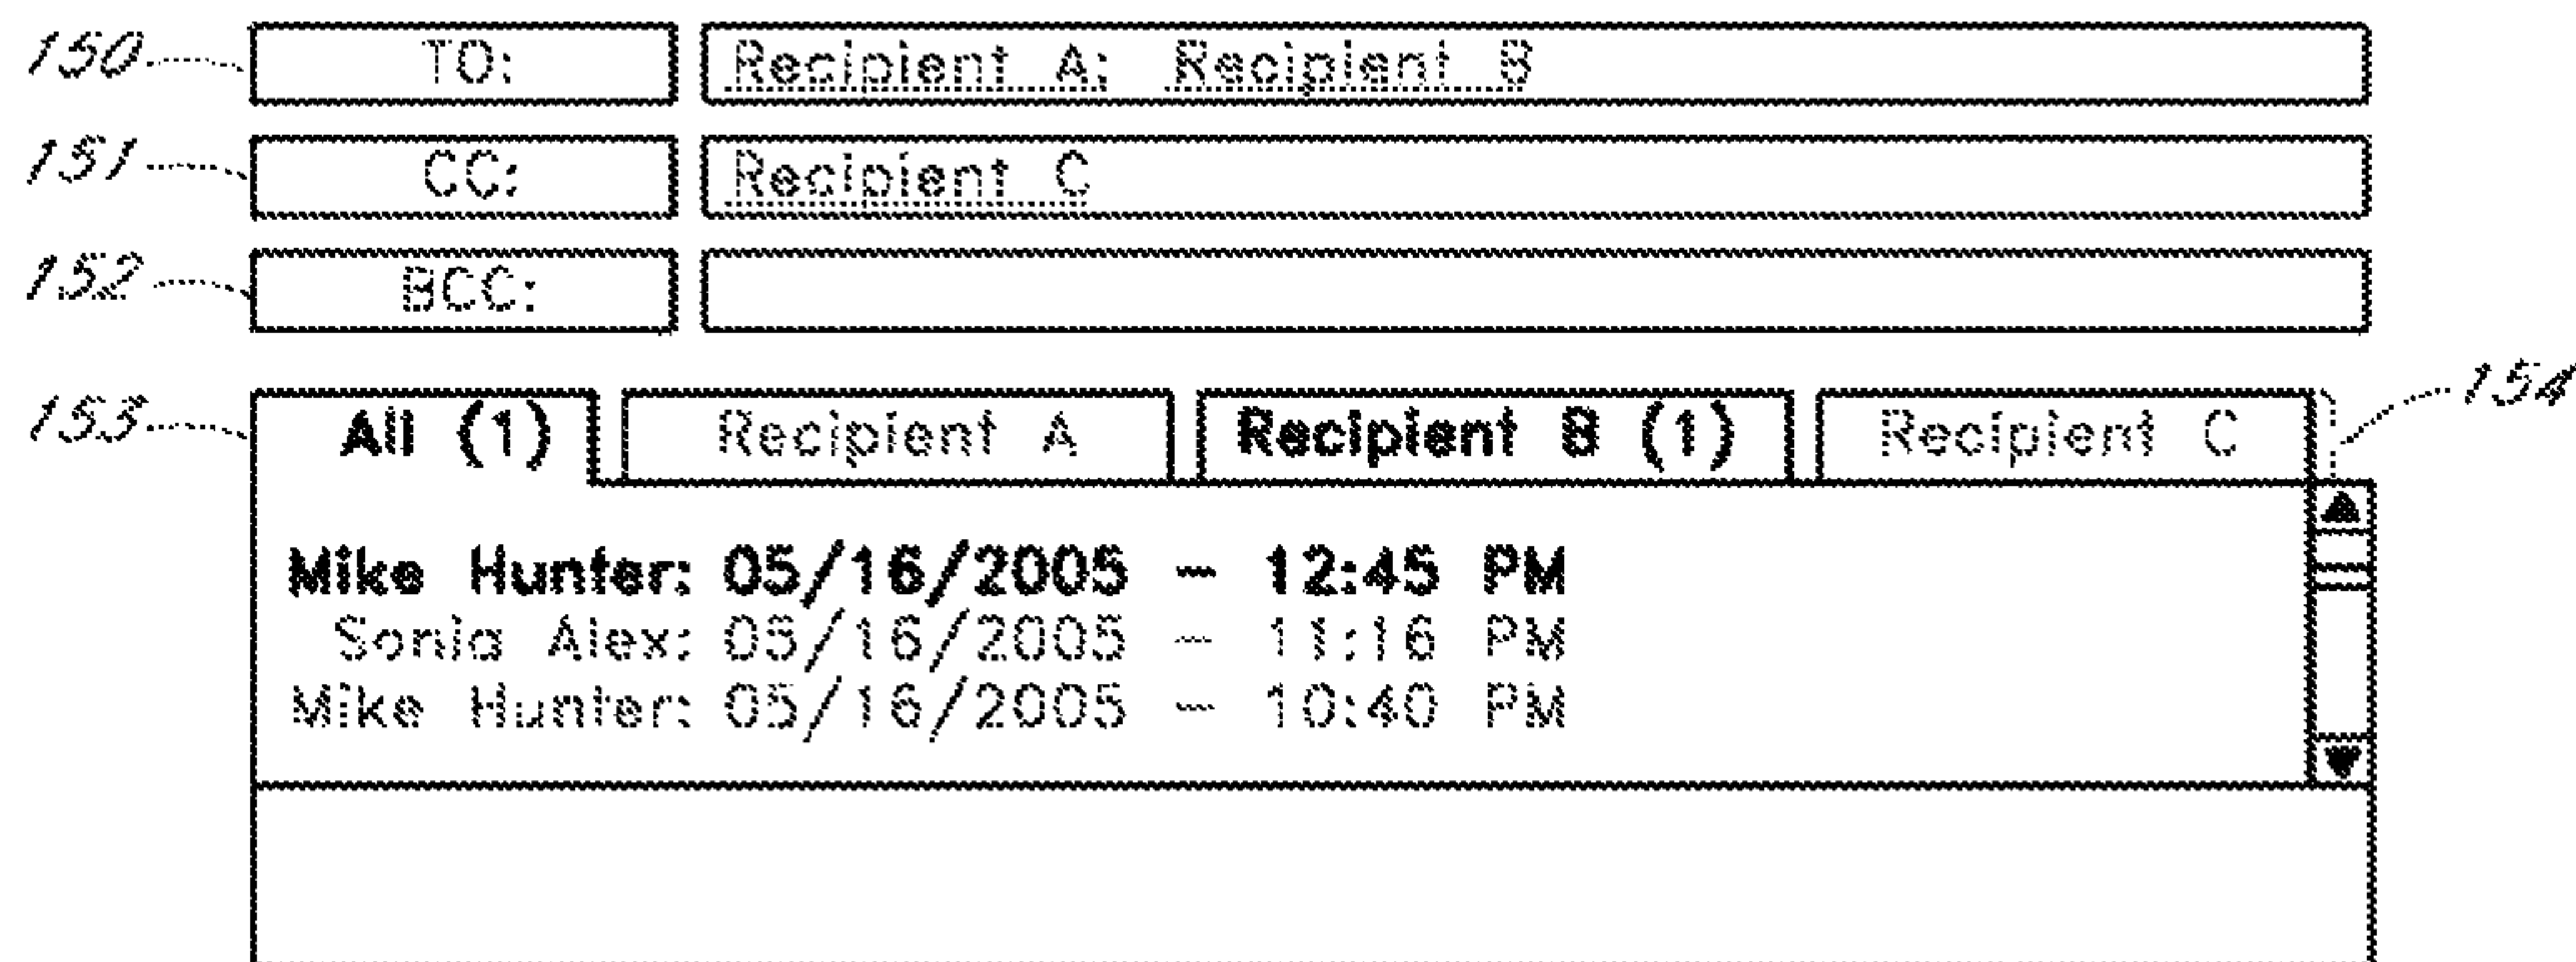 150 TO: Recipient A; Recipient B
151 CC: Recipient C
152 BCC:
153 All (1) Recipient A Recipient B (1) Recipient C 154
Mike Hunter: 05/16/2005 - 12:45 PM
Sonia Alex: 05/16/2005 - 11:16 PM
Mike Hunter: 05/16/2005 - 10:40 PM